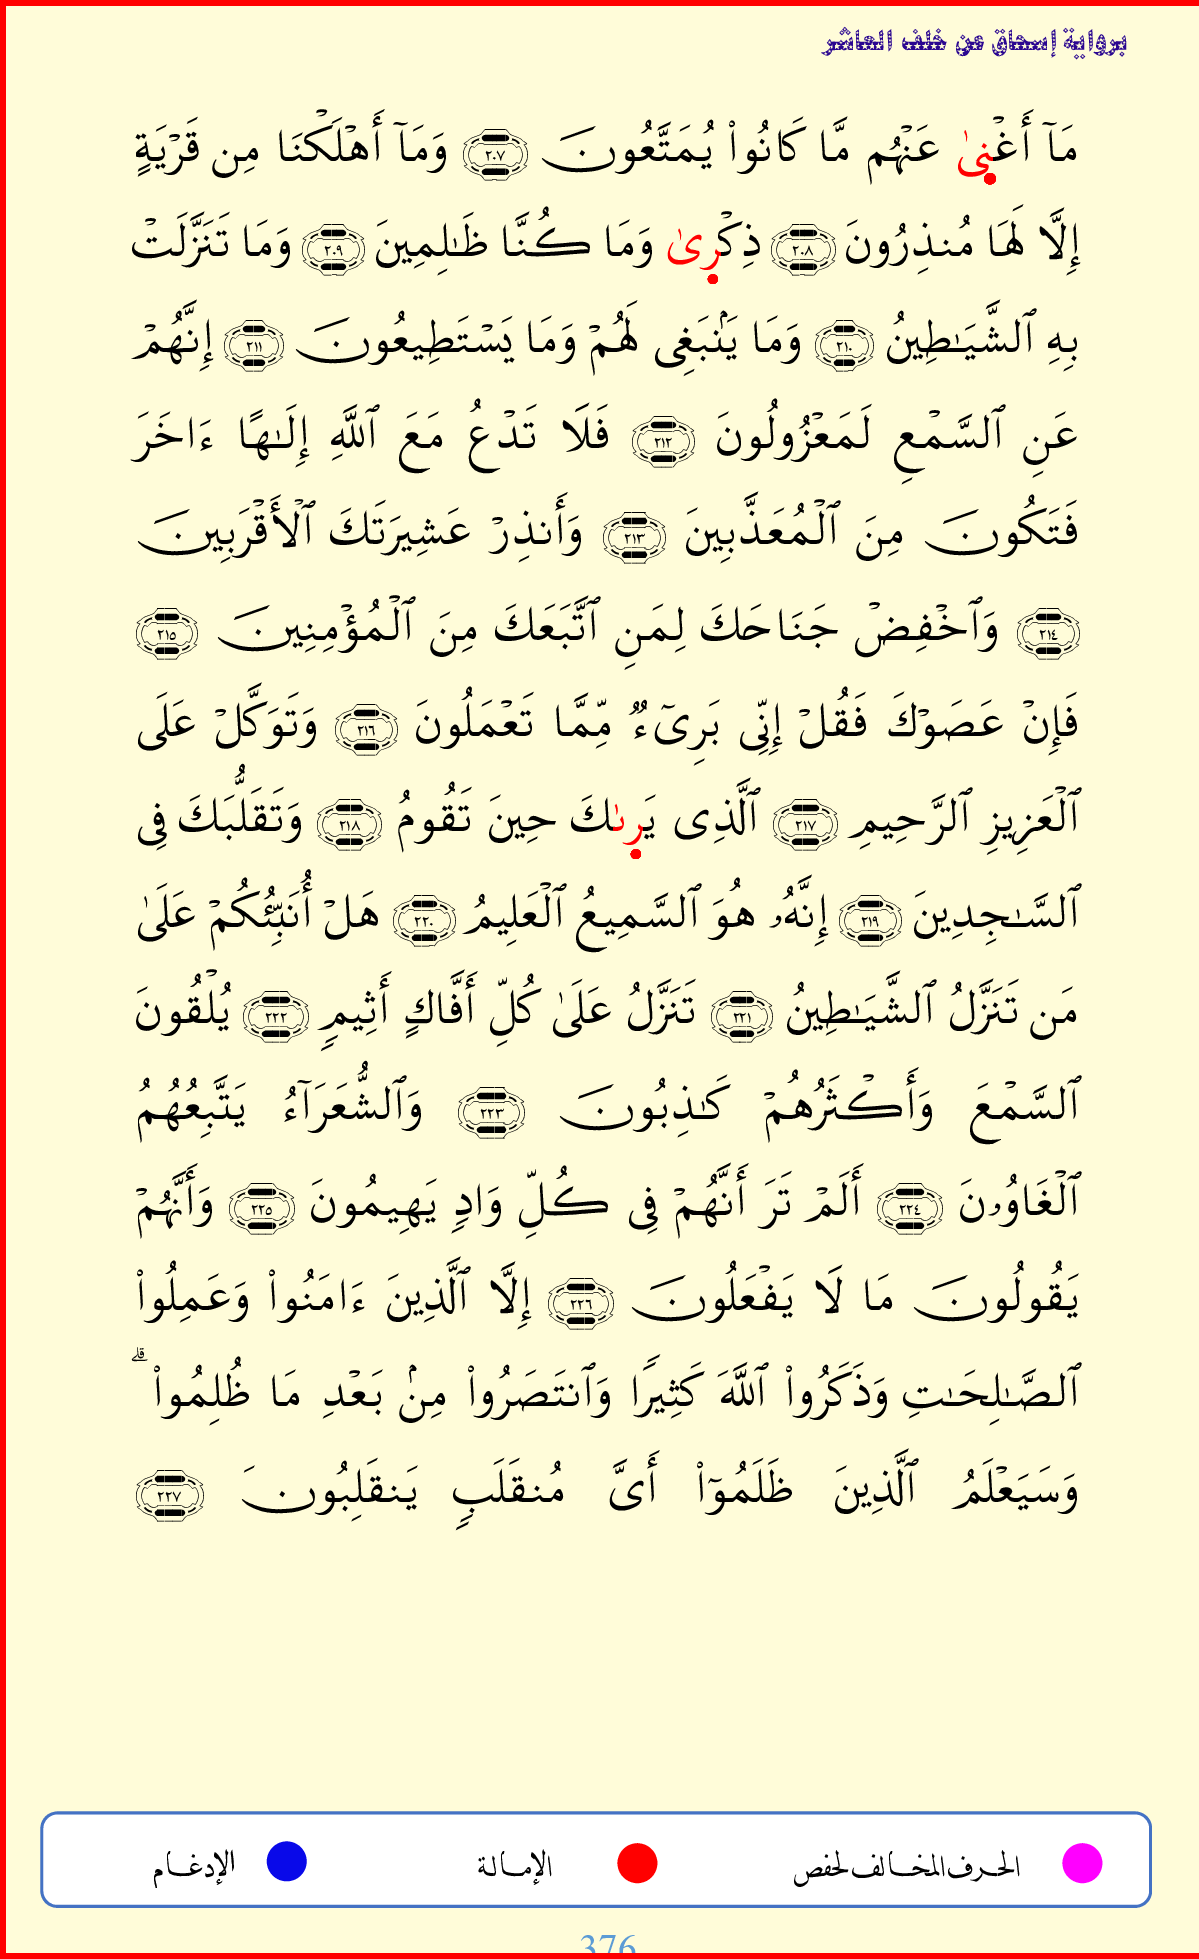 برواية إسحاق عن خلف العاشر
مَآ أَغْنِىٰ عَنْهُم مَّا كَانُوا۟ يُمَتَّعُونَ ٢٠٧ وَمَآ أَهْلَكْنَا مِن قَرْيَةٍ
إِلَّا لَهَا مُنذِرُونَ ٢٠٨ ذِكْرِىٰ وَمَا كُنَّا ظَـٰلِمِينَ ٢٠٩ وَمَا تَنَزَّلَتْ
بِهِ ٱلشَّيَـٰطِينُ ٢١٠ وَمَا يَنۢبَغِى لَهُمْ وَمَا يَسْتَطِيعُونَ ٢١١ إِنَّهُمْ
عَنِ ٱلسَّمْعِ لَمَعْزُولُونَ ٢١٢ فَلَا تَدْعُ مَعَ ٱللَّهِ إِلَـٰهًا ءَاخَرَ
فَتَكُونَ مِنَ ٱلْمُعَذَّبِينَ ٢١٣ وَأَنذِرْ عَشِيرَتَكَ ٱلْأَقْرَبِينَ
٢١٤ وَٱخْفِضْ جَنَاحَكَ لِمَنِ ٱتَّبَعَكَ مِنَ ٱلْمُؤْمِنِينَ ٢١٥
فَإِنْ عَصَوْكَ فَقُلْ إِنِّى بَرِىٓءٌ مِّمَّا تَعْمَلُونَ ٢١٦ وَتَوَكَّلْ عَلَى
ٱلْعَزِيزِ ٱلرَّحِيمِ ٢١٧ ٱلَّذِى يَرِىٰكَ حِينَ تَقُومُ ٢١٨ وَتَقَلُّبَكَ فِى
ٱلسَّـٰجِدِينَ ٢١٩ إِنَّهُۥ هُوَ ٱلسَّمِيعُ ٱلْعَلِيمُ ٢٢٠ هَلْ أُنَبِّئُكُمْ عَلَىٰ
مَن تَنَزَّلُ ٱلشَّيَـٰطِينُ ٢٢١ تَنَزَّلُ عَلَىٰ كُلِّ أَفَّاكٍ أَثِيمٍ ٢٢٢ يُلْقُونَ
ٱلسَّمْعَ وَأَكْثَرُهُمْ كَـٰذِبُونَ ٢٢٣ وَٱلشُّعَرَآءُ يَتَّبِعُهُمُ
ٱلْغَاوُۥنَ ٢٢٤ أَلَمْ تَرَ أَنَّهُمْ فِى كُلِّ وَادٍ يَهِيمُونَ ٢٢٥ وَأَنَّهُمْ
يَقُولُونَ مَا لَا يَفْعَلُونَ ٢٢٦ إِلَّا ٱلَّذِينَ ءَامَنُوا۟ وَعَمِلُوا۟
ٱلصَّـٰلِحَـٰتِ وَذَكَرُوا۟ ٱللَّهَ كَثِيرًا وَٱنتَصَرُوا۟ مِنۢ بَعْدِ مَا ظُلِمُوا۟ ۗ
وَسَيَعْلَمُ ٱلَّذِينَ ظَلَمُوٓا۟ أَىَّ مُنقَلَبٍ يَنقَلِبُونَ ٢٢٧
الحرف المخالف لحفص الإمالة الإدغام
376